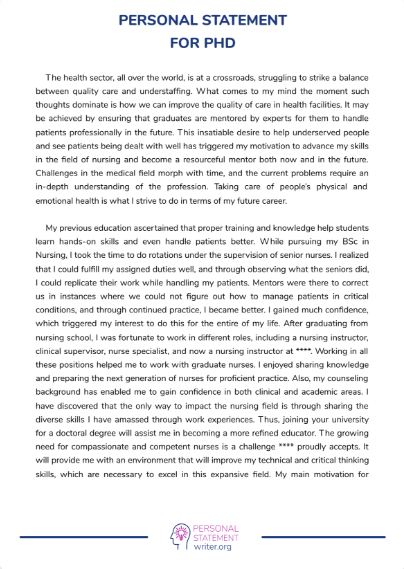 PERSONAL STATEMENT
FOR PHD
The health sector, all over the world, is at a crossroads, struggling to strike a balance
between quality care and understaffing. What comes to my mind the moment such
thoughts dominate is how we can improve the quality of care in health facilities. It may
be achieved by ensuring that graduates are mentored by experts for them to handle
patients professionally in the future. This insatiable desire to help underserved people
and see patients being dealt with well has triggered my motivation to advance my skills
in the field of nursing and become a resourceful mentor both now and in the future.
Challenges in the medical field morph with time, and the current problems require an
in-depth understanding of the profession. Taking care of people's physical and
emotional health is what I strive to do in terms of my future career.
My previous education ascertained that proper training and knowledge help students
learn hands-on skills and even handle patients better. While pursuing my BSc in
Nursing, I took the time to do rotations under the supervision of senior nurses. I realized
that I could fulfill my assigned duties well, and through observing what the seniors did,
I could replicate their work while handling my patients. Mentors were there to correct
us in instances where we could not figure out how to manage patients in critical
conditions, and through continued practice, I became better. I gained much confidence,
which triggered my interest to do this for the entire of my life. After graduating from
nursing school, I was fortunate to work in different roles, including a nursing instructor,
clinical supervisor, nurse specialist, and now a nursing instructor at ****. Working in all
these positions helped me to work with graduate nurses. I enjoyed sharing knowledge
and preparing the next generation of nurses for proficient practice. Also, my counseling
background has enabled me to gain confidence in both clinical and academic areas. I
have discovered that the only way to impact the nursing field is through sharing the
diverse skills I have amassed through work experiences. Thus, joining your university
for a doctoral degree will assist me in becoming a more refined educator. The growing
need for compassionate and competent nurses is a challenge **** proudly accepts. It
will provide me with an environment that will improve my technical and critical thinking
skills, which are necessary to excel in this expansive field. My main motivation for
PERSONAL
STATEMENT
writer.org